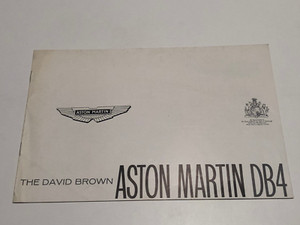 ASTON MARTIN
THE DAVID BROWN ASTON MARTIN DB4